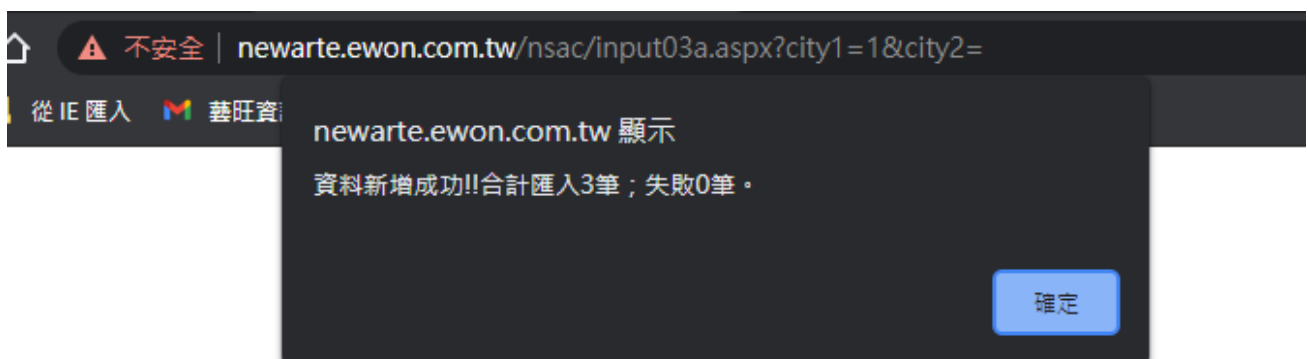 不安全 | newarte.ewon.com.tw/nsac/input03a.aspx?city1=1&city2=
從 IE 匯入 藝旺資
newarte.ewon.com.tw 顯示
資料新增成功!!合計匯入3筆；失敗0筆。
確定